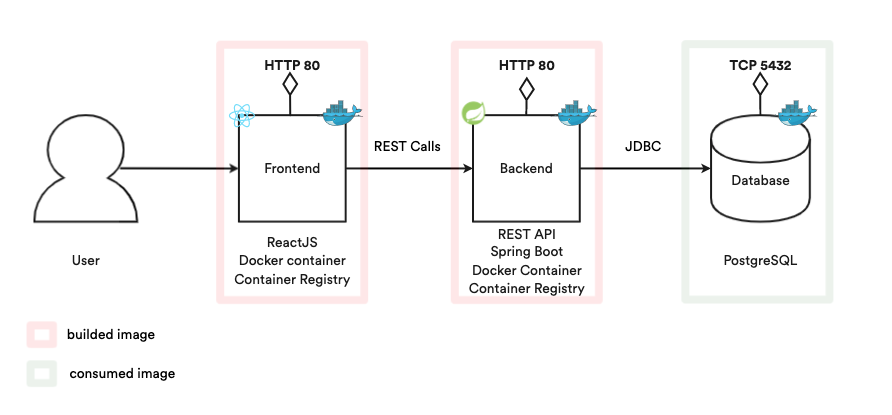 HTTP 80
HTTP 80
TCP 5432
REST Calls
JDBC
Frontend
Backend
Database
User
ReactJS
Docker container
Container Registry
REST API
Spring Boot
Docker Container
Container Registry
PostgreSQL
builded image
consumed image